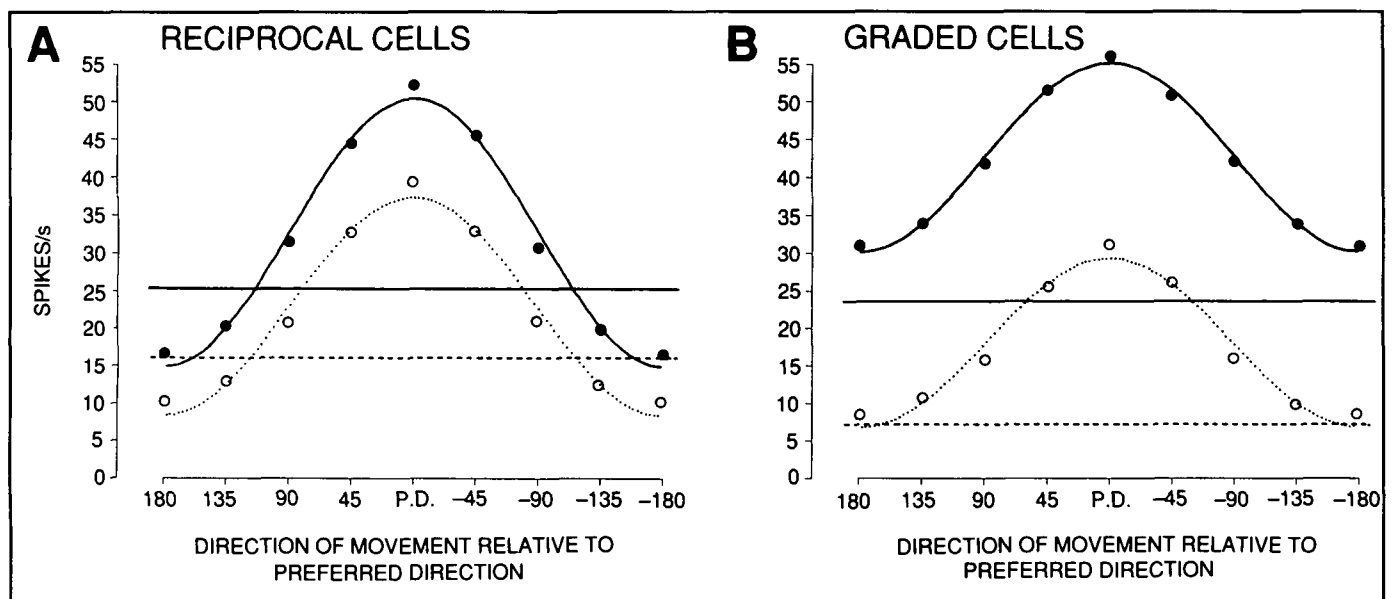 A RECIPROCAL CELLS
SPIKES/s
55
50
45
40
35
30
25
20
15
10
5
0
180 135 90 45 P.D. –45 –90 –135 –180
DIRECTION OF MOVEMENT RELATIVE TO
PREFERRED DIRECTION
B GRADED CELLS
55
50
45
40
35
30
25
20
15
10
5
0
180 135 90 45 P.D. –45 –90 –135 –180
DIRECTION OF MOVEMENT RELATIVE TO
PREFERRED DIRECTION